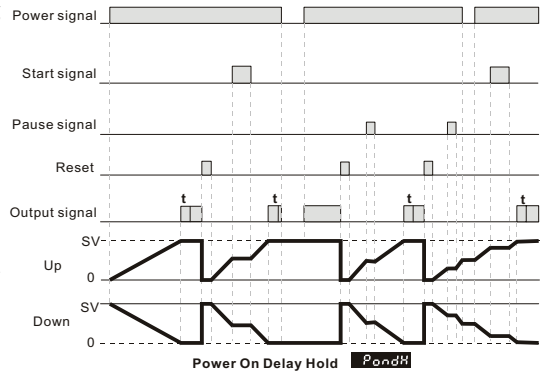 Power signal
Start signal
Pause signal
Reset
t t t t
Output signal
SV
Up
0
SV
Down
0
Power On Delay Hold PondH